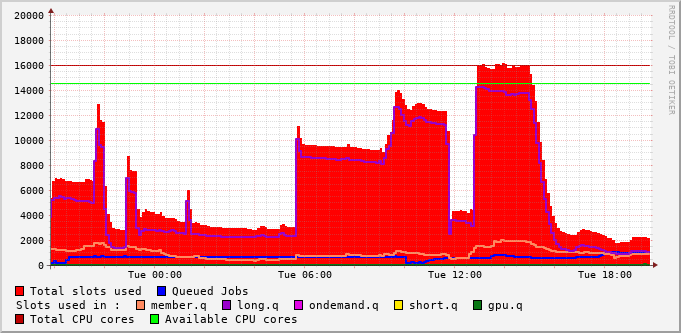 20000
18000
16000
14000
12000
10000
8000
6000
4000
2000
0
Tue 00:00 Tue 06:00 Tue 12:00 Tue 18:00
RRDTOOL / TOBI OETIKER
Total slots used Queued Jobs
Slots used in : member.q long.q ondemand.q short.q gpu.q
Total CPU cores Available CPU cores